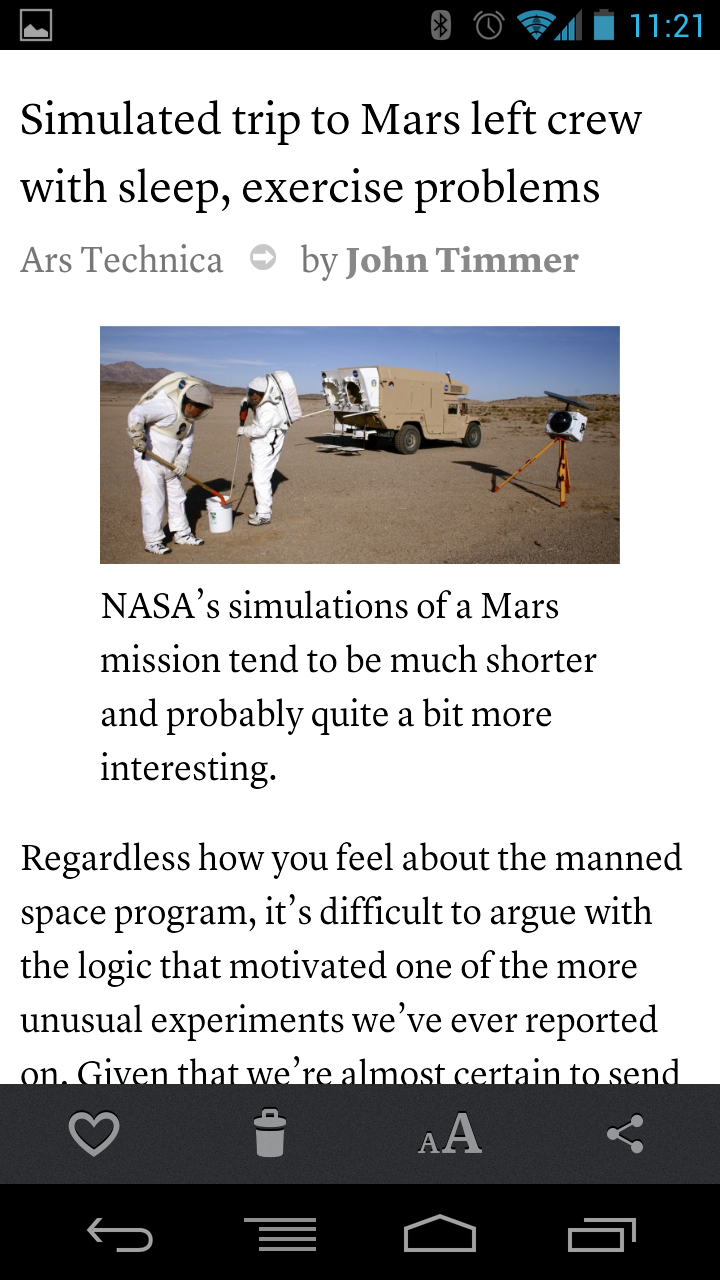 11:21
Simulated trip to Mars left crew
with sleep, exercise problems
Ars Technica by John Timmer
NASA’s simulations of a Mars
mission tend to be much shorter
and probably quite a bit more
interesting.
Regardless how you feel about the manned
space program, it’s difficult to argue with
the logic that motivated one of the more
unusual experiments we’ve ever reported
on. Given that we’re almost certain to send
AA